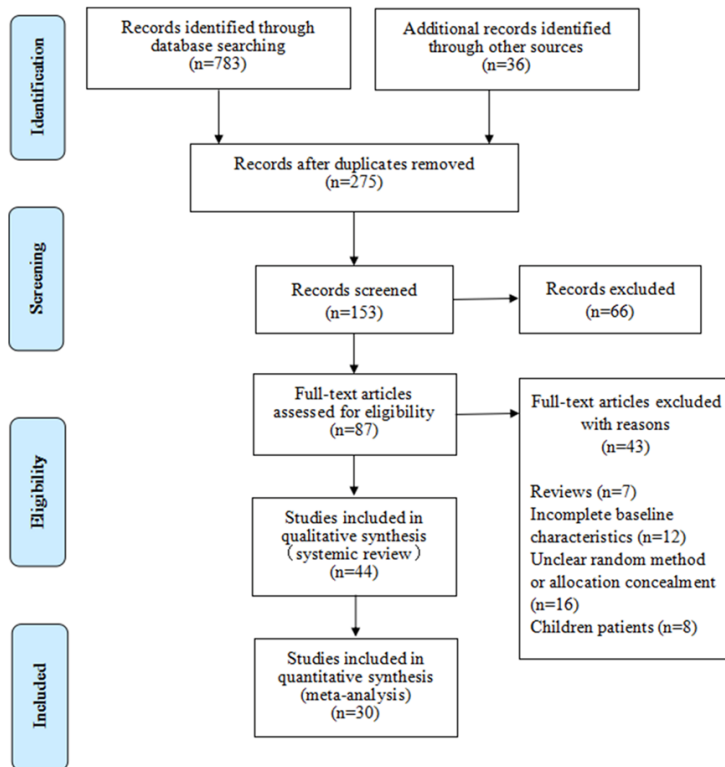 Identification
Records identified through
database searching
(n=783)
Additional records identified
through other sources
(n=36)
Records after duplicates removed
(n=275)
Screening
Records screened
(n=153)
Records excluded
(n=66)
Eligibility
Full-text articles
assessed for eligibility
(n=87)
Full-text articles excluded
with reasons
(n=43)
Reviews (n=7)
Incomplete baseline
characteristics (n=12)
Unclear random method
or allocation concealment
(n=16)
Children patients (n=8)
Studies included in
qualitative synthesis
（systemic review）
(n=44)
Included
Studies included in
quantitative synthesis
(meta-analysis)
(n=30)